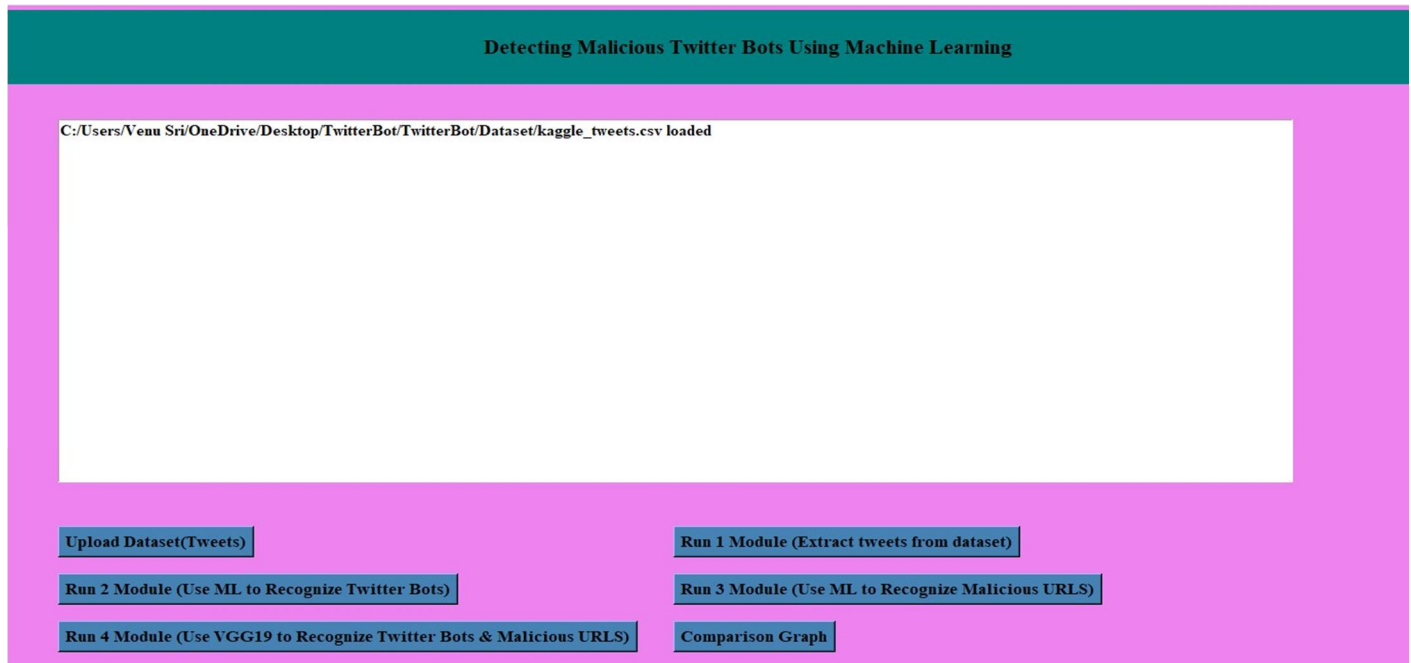 Detecting Malicious Twitter Bots Using Machine Learning
C:/Users/Venu Sri/OneDrive/Desktop/TwitterBot/TwitterBot/Dataset/kaggle_tweets.csv loaded
Upload Dataset(Tweets)
Run 1 Module (Extract tweets from dataset)
Run 2 Module (Use ML to Recognize Twitter Bots)
Run 3 Module (Use ML to Recognize Malicious URLS)
Run 4 Module (Use VGG19 to Recognize Twitter Bots & Malicious URLS)
Comparison Graph